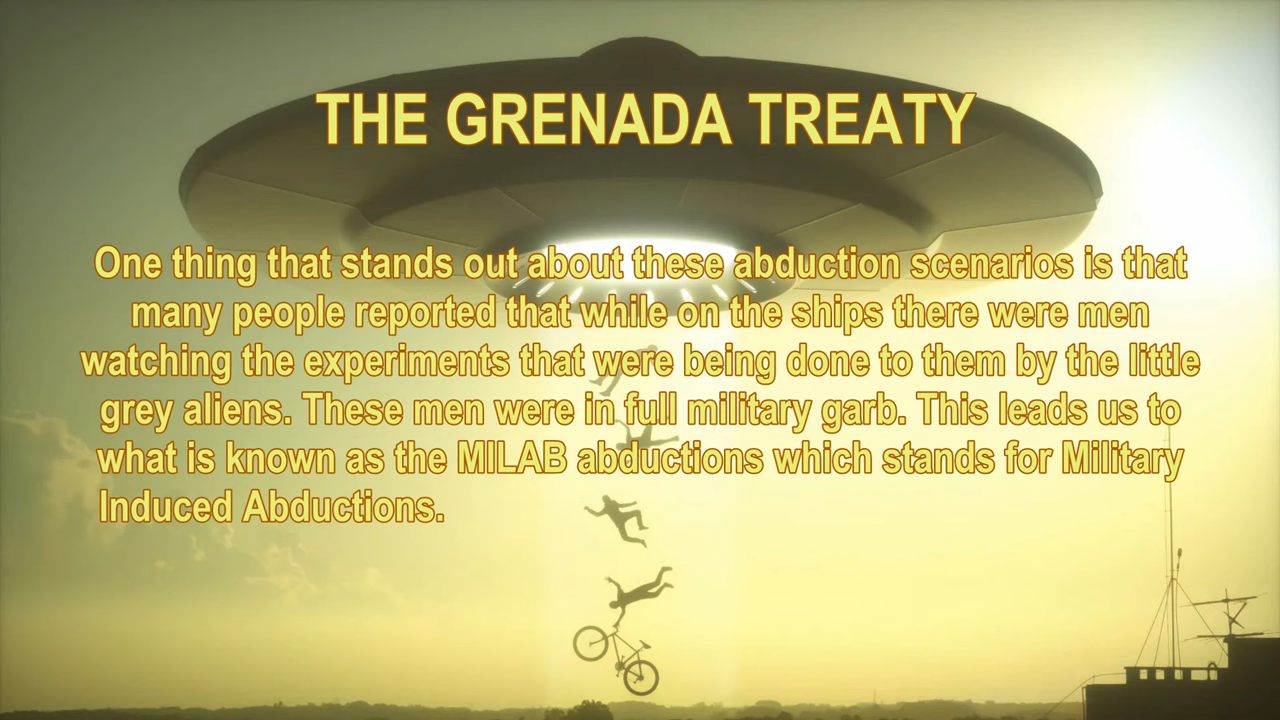 THE GRENADA TREATY
One thing that stands out about these abduction scenarios is that
many people reported that while on the ships there were men
watching the experiments that were being done to them by the little
grey aliens. These men were in full military garb. This leads us to
what is known as the MILAB abductions which stands for Military
Induced Abductions.